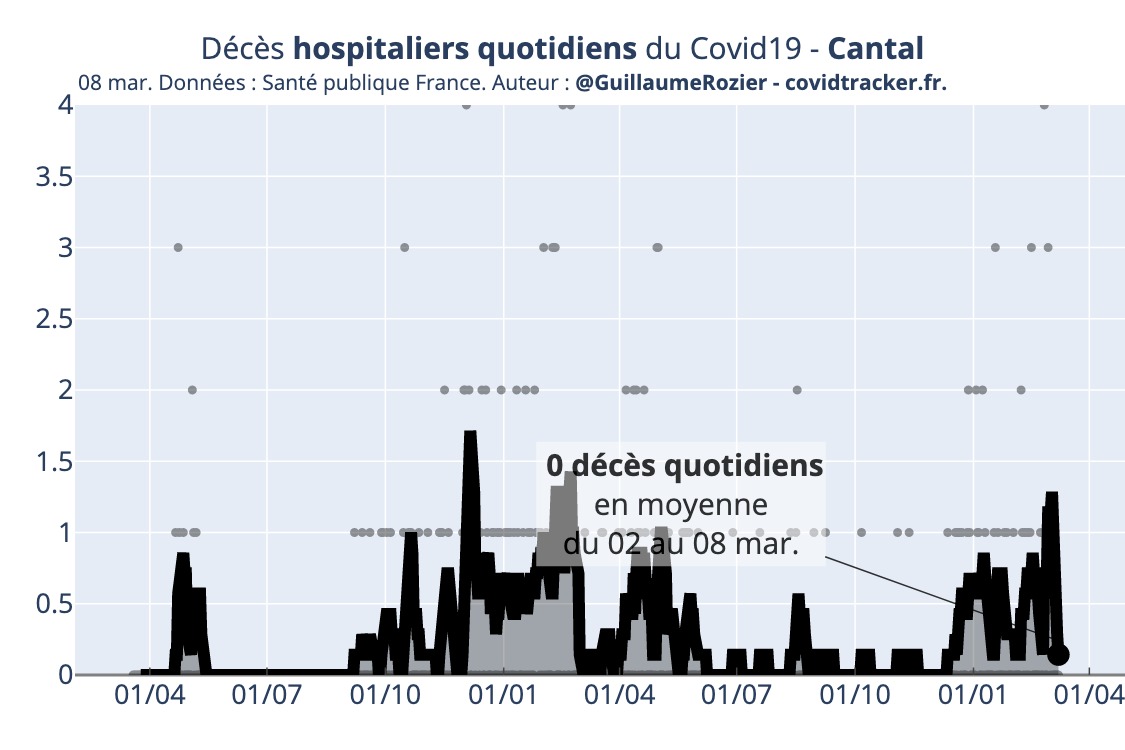 Décès hospitaliers quotidiens du Covid19 - Cantal
08 mar. Données : Santé publique France. Auteur : @GuillaumeRozier - covidtracker.fr.
4
3.5
3
2.5
2
1.5
1
0.5
0
0 décès quotidiens
en moyenne
du 02 au 08 mar.
01/04 01/07 01/10 01/01 01/04 01/07 01/10 01/01 01/04